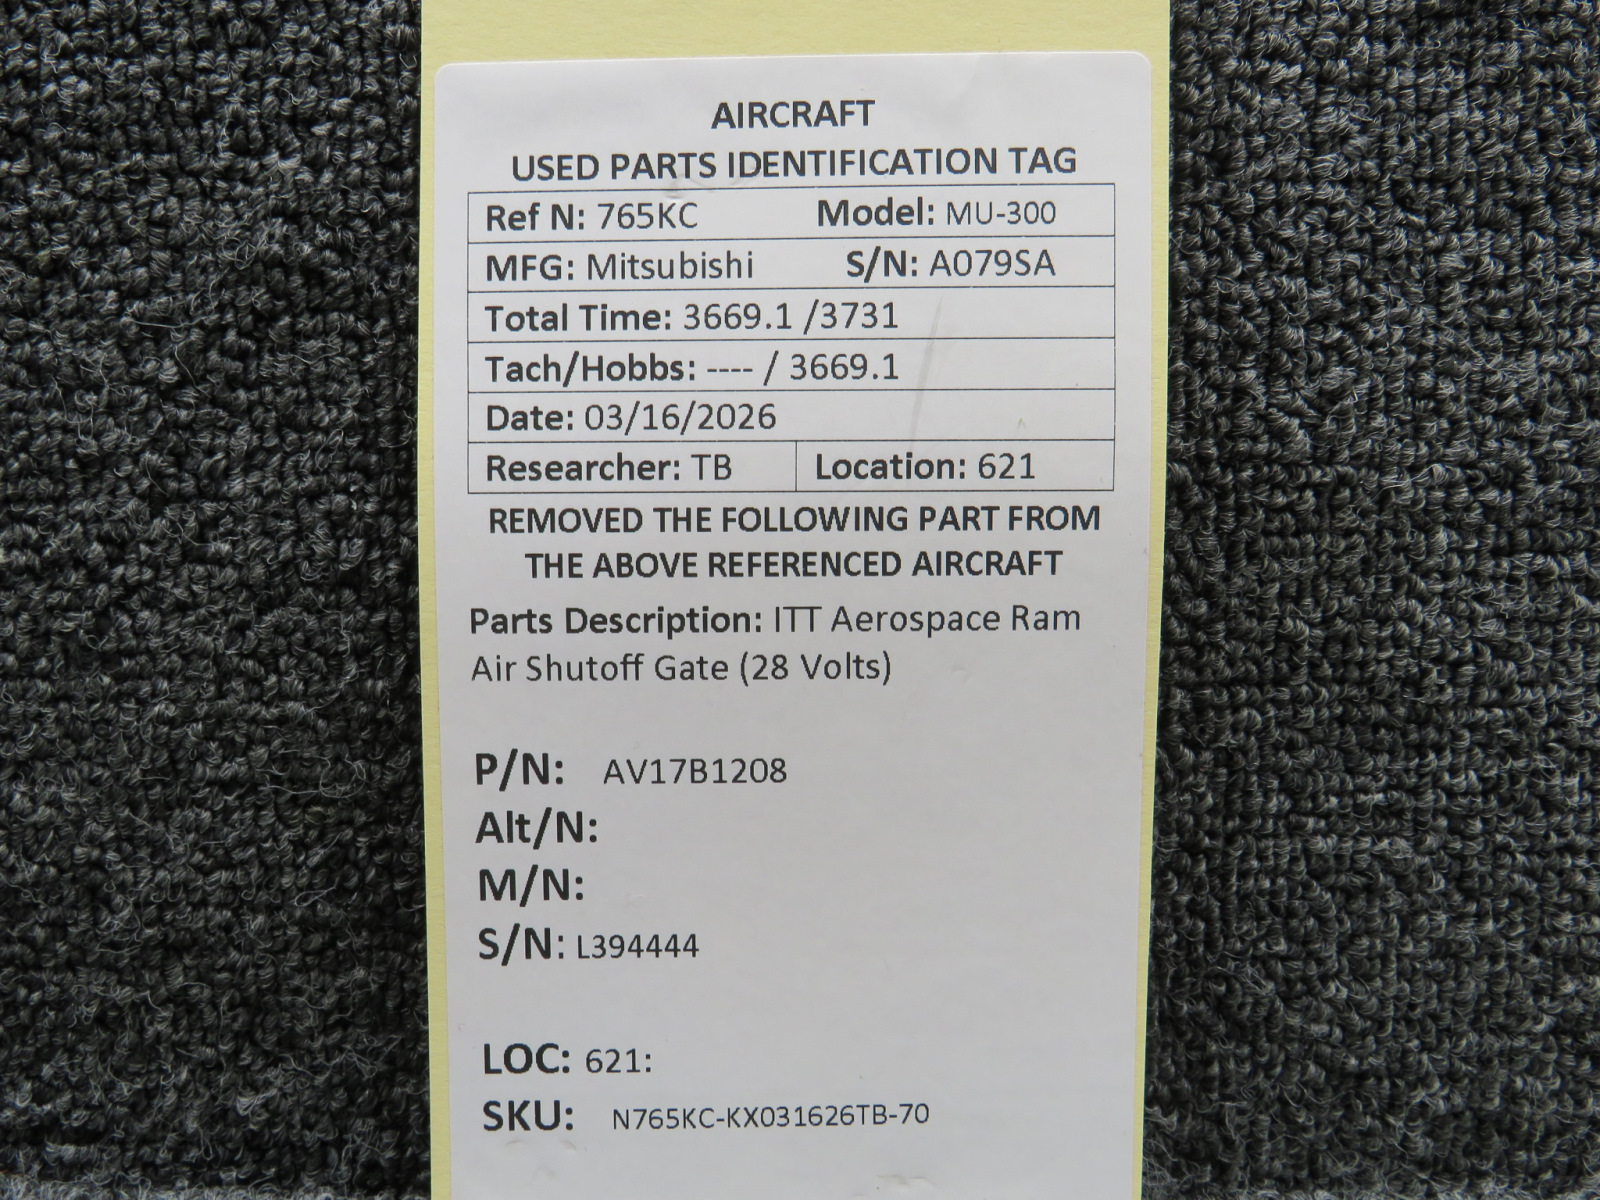 AIRCRAFT
USED PARTS IDENTIFICATION TAG
Ref N: 765KC Model: MU-300
MFG: Mitsubishi S/N: A079SA
Total Time: 3669.1 /3731
Tach/Hobbs: ---- / 3669.1
Date: 03/16/2026
Researcher: TB Location: 621
REMOVED THE FOLLOWING PART FROM
THE ABOVE REFERENCED AIRCRAFT
Parts Description: ITT Aerospace Ram
Air Shutoff Gate (28 Volts)
P/N: AV17B1208
Alt/N:
M/N:
S/N: L394444
LOC: 621:
SKU: N765KC-KX031626TB-70